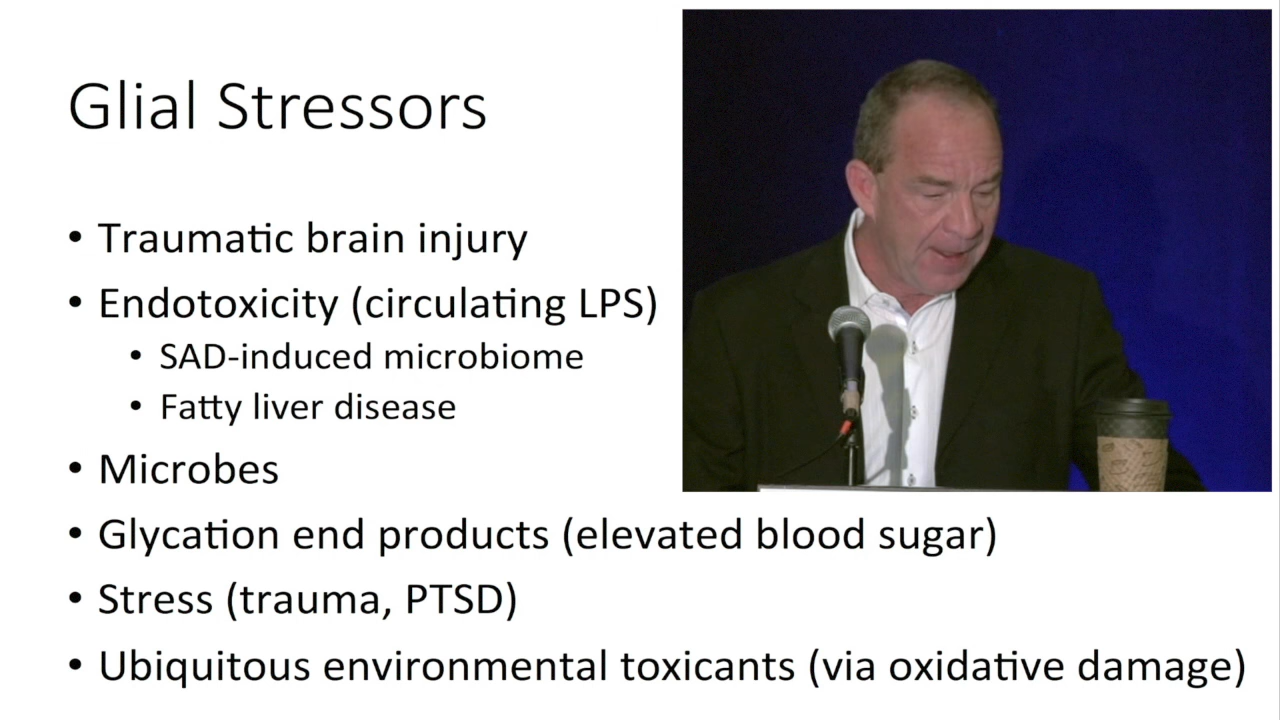 Glial Stressors
• Traumatic brain injury
• Endotoxicity (circulating LPS)
• SAD-induced microbiome
• Fatty liver disease
• Microbes
• Glycation end products (elevated blood sugar)
• Stress (trauma, PTSD)
• Ubiquitous environmental toxicants (via oxidative damage)